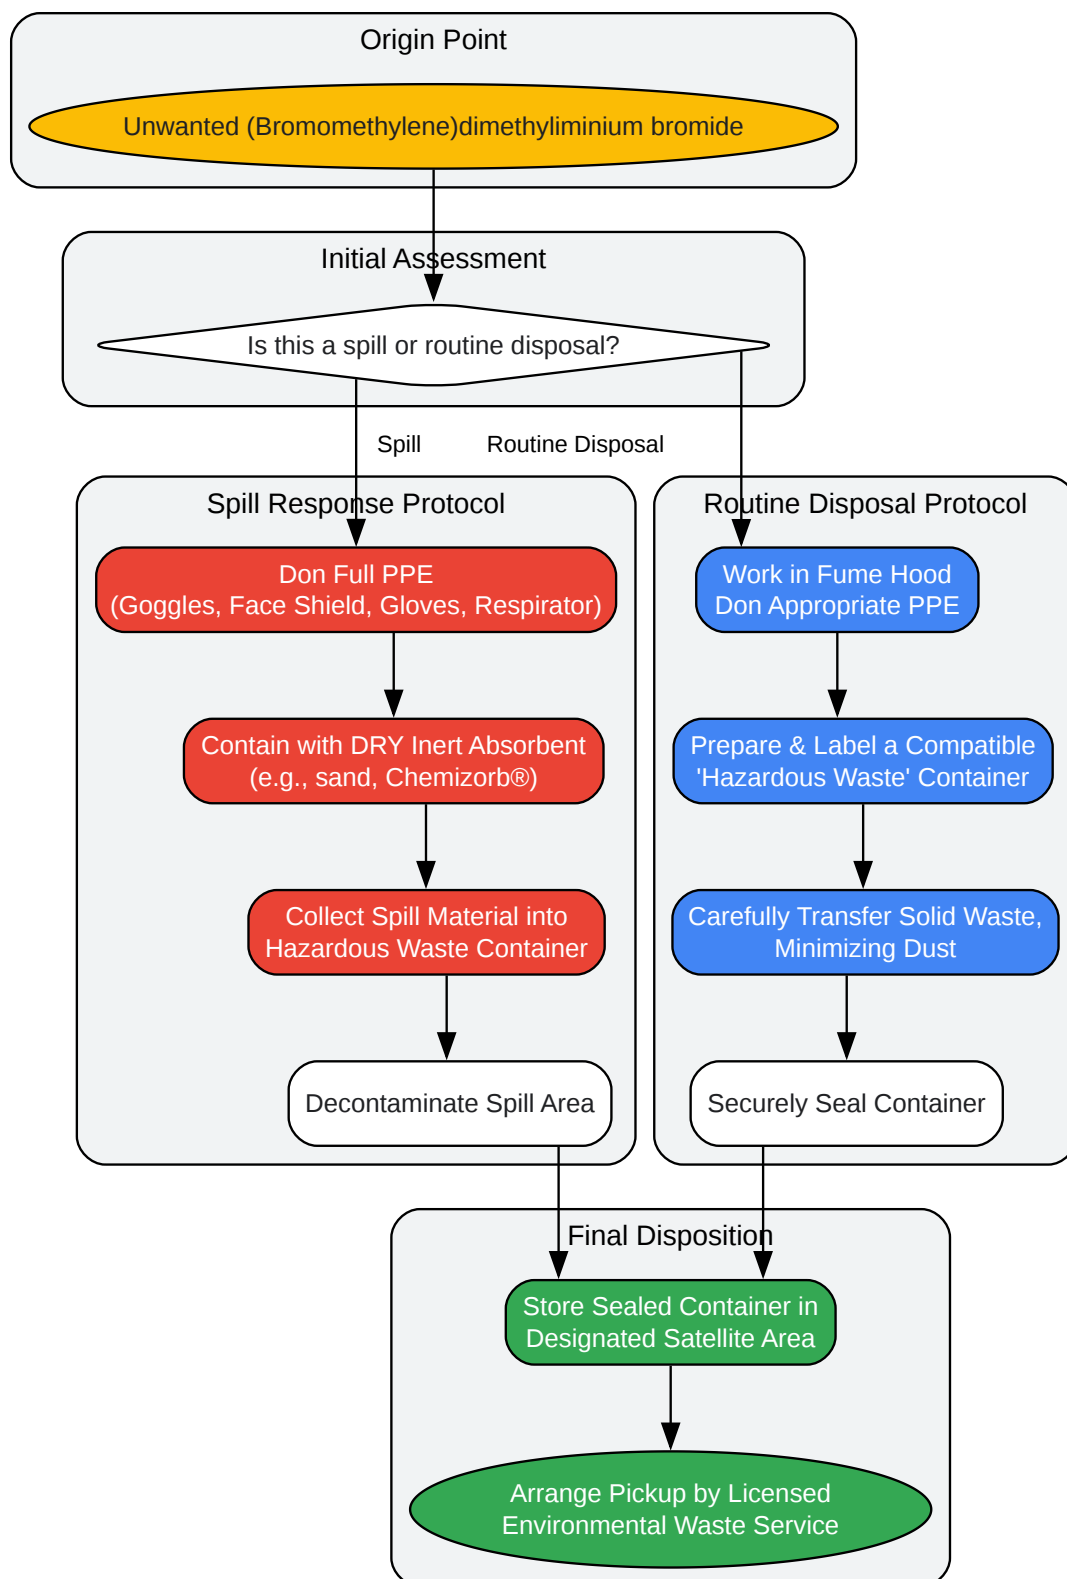 Origin Point
Unwanted (Bromomethylene)dimethyliminium bromide
Initial Assessment
Is this a spill or routine disposal?
Spill
Routine Disposal
Spill Response Protocol
Don Full PPE
(Goggles, Face Shield, Gloves, Respirator)
Contain with DRY Inert Absorbent
(e.g., sand, Chemizorb®)
Collect Spill Material into
Hazardous Waste Container
Decontaminate Spill Area
Routine Disposal Protocol
Work in Fume Hood
Don Appropriate PPE
Prepare & Label a Compatible
'Hazardous Waste' Container
Carefully Transfer Solid Waste,
Minimizing Dust
Securely Seal Container
Final Disposition
Store Sealed Container in
Designated Satellite Area
Arrange Pickup by Licensed
Environmental Waste Service